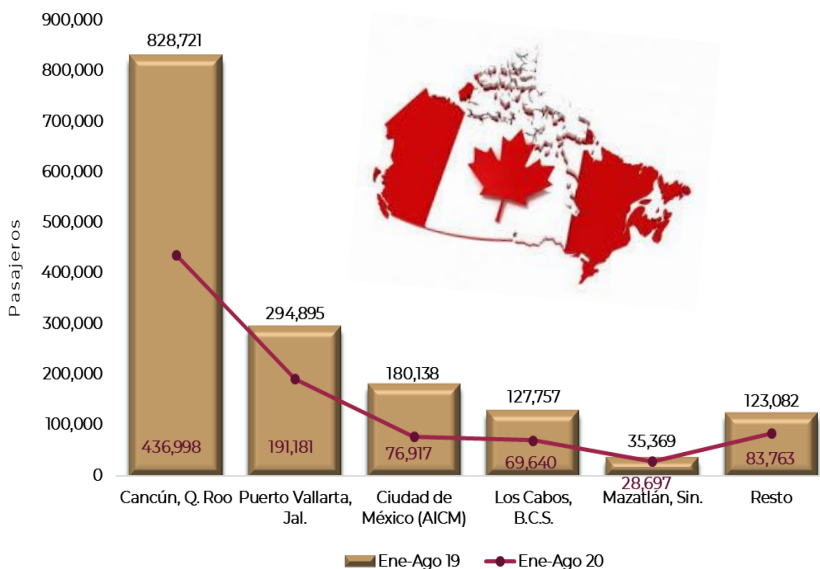 900,000
800,000
700,000
600,000
500,000
400,000
300,000
200,000
100,000
0
Pasajeros
828,721
294,895
180,138
127,757
35,369
123,082
436,998
191,181
76,917
69,640
28,697
83,763
Cancún, Q. Roo
Puerto Vallarta,
Jal.
Ciudad de
México (AICM)
Los Cabos,
B.C.S.
Mazatlán, Sin.
Resto
Ene-Ago 19
Ene-Ago 20